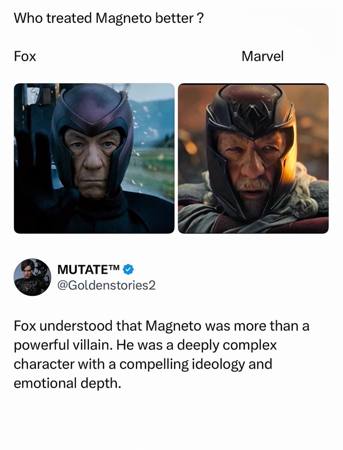 Who treated Magneto better ?
Fox
Marvel
MUTATE™
@Goldenstories2
Fox understood that Magneto was more than a
powerful villain. He was a deeply complex
character with a compelling ideology and
emotional depth.